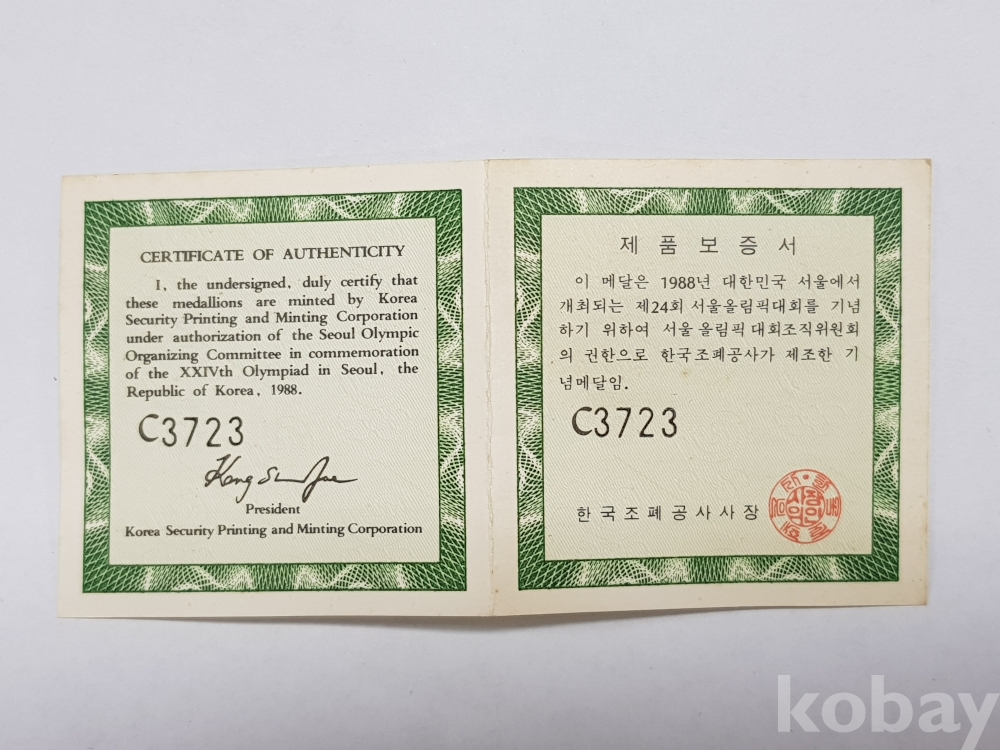 CERTIFICATE OF AUTHENTICITY
I, the undersigned, duly certify that
these medallions are minted by Korea
Security Printing and Minting Corporation
under authorization of the Seoul Olympic
Organizing Committee in commemoration
of the XXIVth Olympiad in Seoul, the
Republic of Korea, 1988.
C3723
President
Korea Security Printing and Minting Corporation
제품보증서
이 메달은 1988년 대한민국 서울에서
개최되는 제24회 서울올림픽대회를 기념
하기 위하여 서울 올림픽 대회조직위원회
의 권한으로 한국조폐공사가 제조한 기
념메달임.
C3723
한국조폐공사사장
kobay